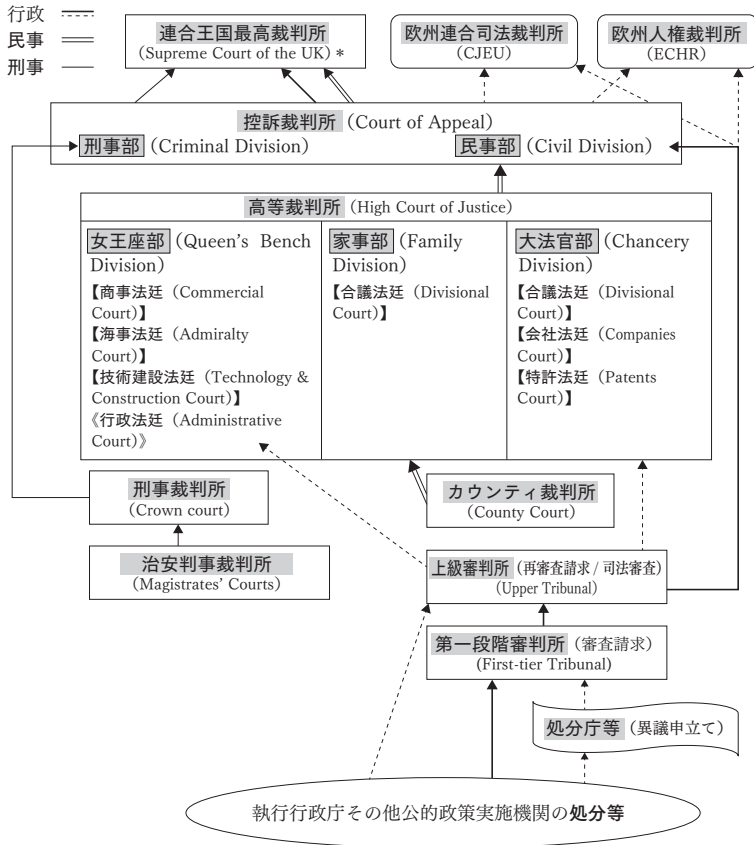 行政
民事
刑事
連合王国最高裁判所
(Supreme Court of the UK) *
欧州連合司法裁判所
(CJEU)
欧州人権裁判所
(ECHR)
控訴裁判所 (Court of Appeal)
刑事部 (Criminal Division)
民事部 (Civil Division)
高等裁判所 (High Court of Justice)
女王座部 (Queen's Bench
Division)
【商事法廷 (Commercial
Court)】
【海事法廷 (Admiralty
Court)】
【技術建設法廷 (Technology &
Construction Court)】
《行政法廷 (Administrative
Court)》
家事部 (Family
Division)
【合議法廷 (Divisional
Court)】
大法官部 (Chancery
Division)
【合議法廷 (Divisional
Court)】
【会社法廷 (Companies
Court)】
【特許法廷 (Patents
Court)】
刑事裁判所
(Crown court)
カウンティ裁判所
(County Court)
治安判事裁判所
(Magistrates' Courts)
上級審判所 (再審査請求 / 司法審査)
(Upper Tribunal)
第一段階審判所 (審査請求)
(First-tier Tribunal)
処分庁等 (異議申立て)
執行行政庁その他公的政策実施機関の処分等